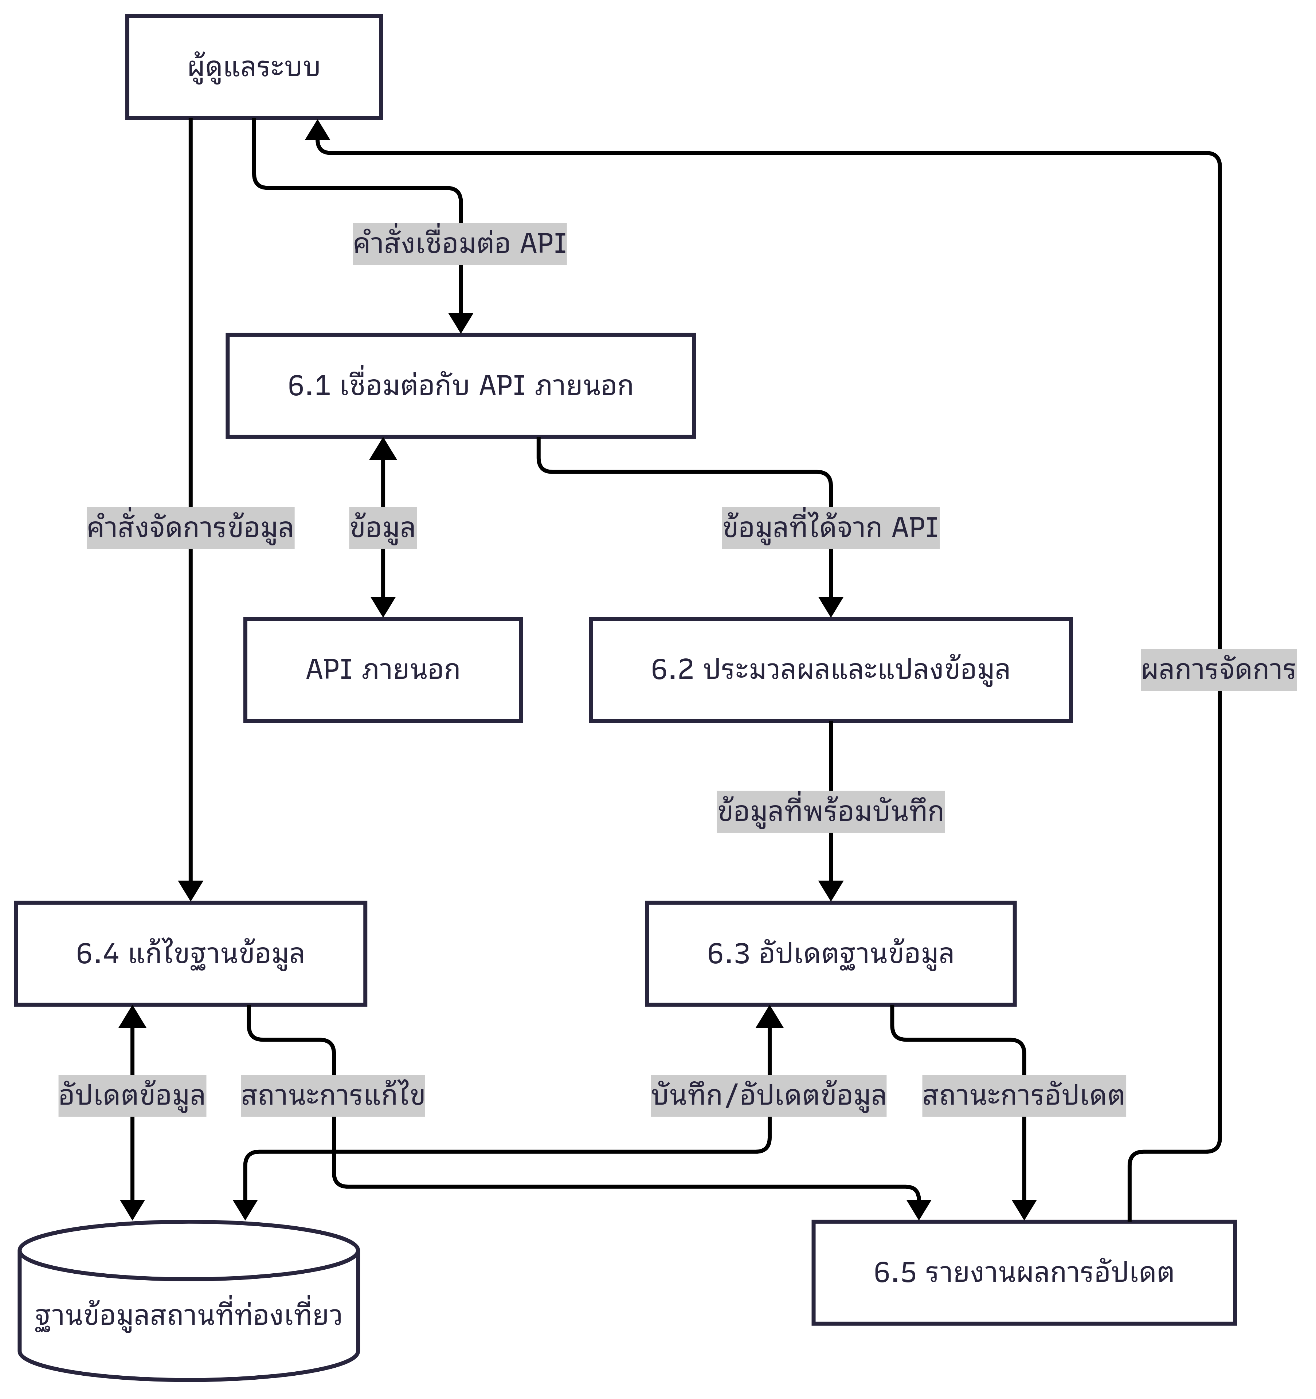 ผู้ดูแลระบบ
คำสั่งเชื่อมต่อ API
6.1 เชื่อมต่อกับ API ภายนอก
คำสั่งจัดการข้อมูล
ข้อมูล
ข้อมูลที่ได้จาก API
API ภายนอก
6.2 ประมวลผลและแปลงข้อมูล
ผลการจัดการ
ข้อมูลที่พร้อมบันทึก
6.4 แก้ไขฐานข้อมูล
6.3 อัปเดตฐานข้อมูล
อัปเดตข้อมูล
สถานะการแก้ไข
บันทึก/อัปเดตข้อมูล
สถานะการอัปเดต
6.5 รายงานผลการอัปเดต
ฐานข้อมูลสถานที่ท่องเที่ยว